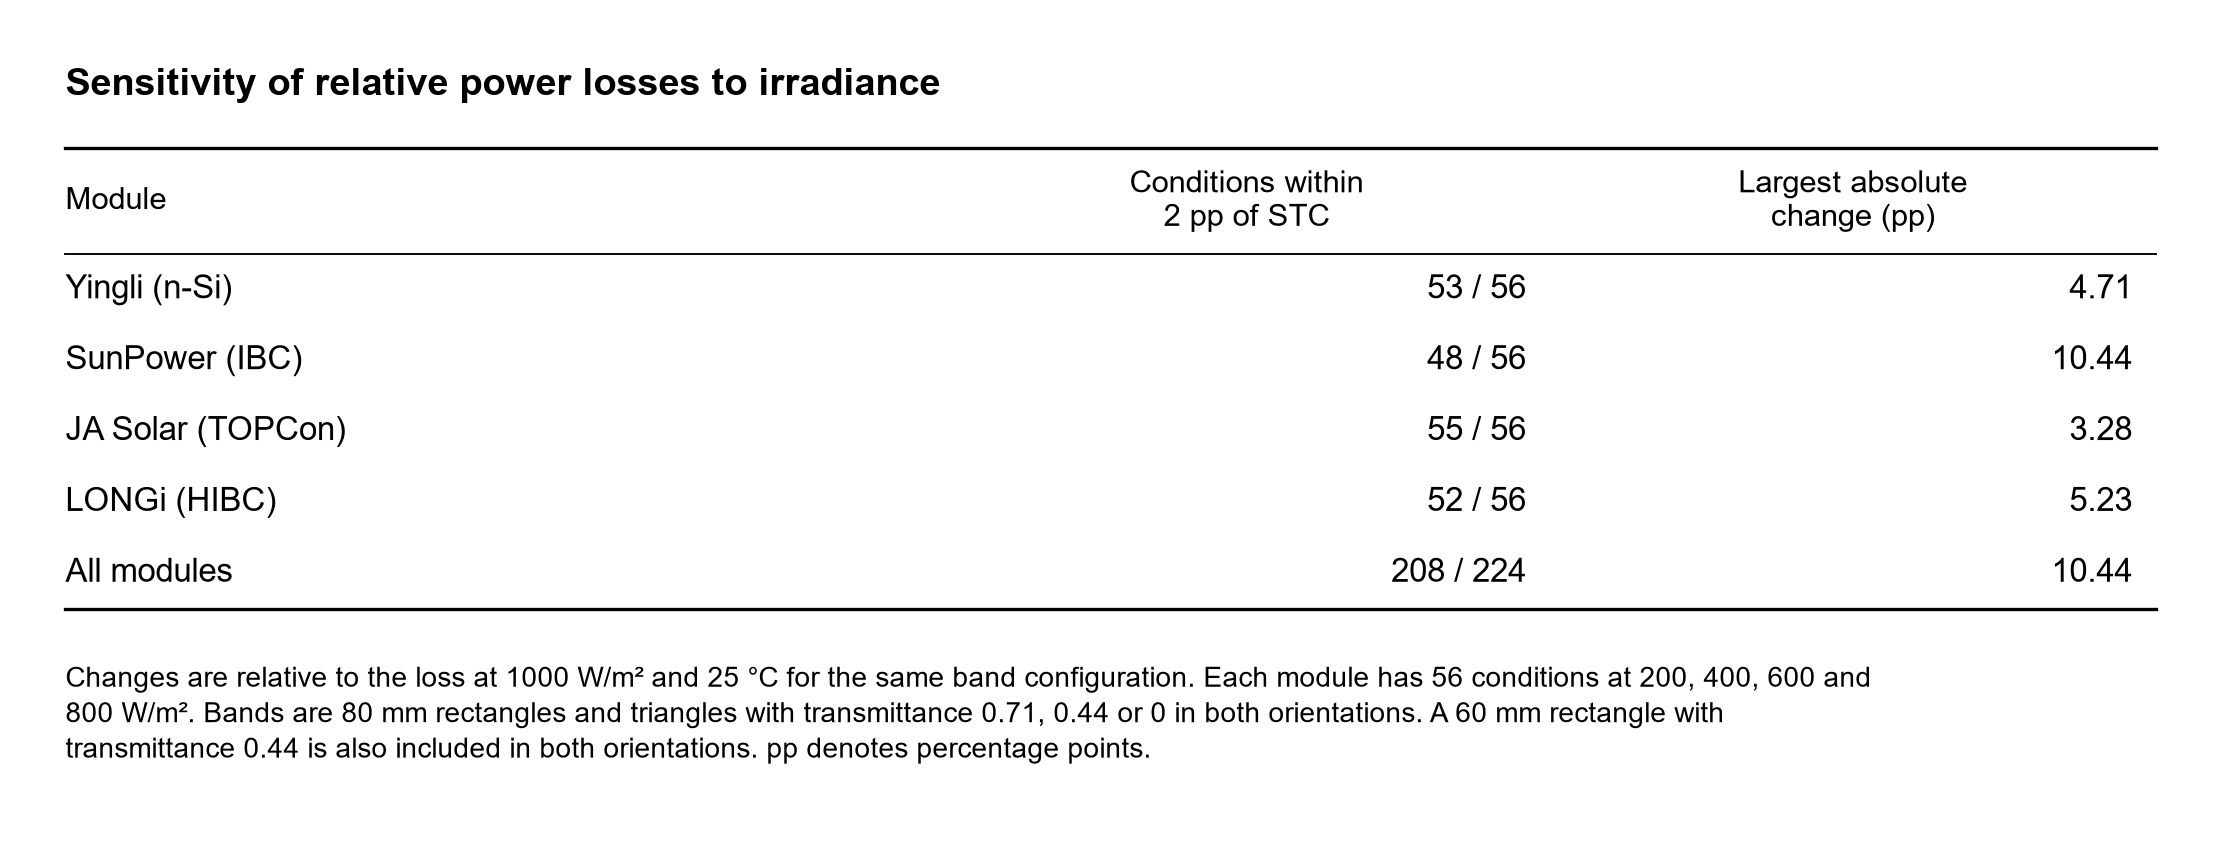 Sensitivity of relative power losses to irradiance
Module Conditions within 2 pp of STC Largest absolute change (pp)
Yingli (n-Si) 53 / 56 4.71
SunPower (IBC) 48 / 56 10.44
JA Solar (TOPCon) 55 / 56 3.28
LONGi (HIBC) 52 / 56 5.23
All modules 208 / 224 10.44
Changes are relative to the loss at 1000 W/m² and 25 °C for the same band configuration. Each module has 56 conditions at 200, 400, 600 and
800 W/m². Bands are 80 mm rectangles and triangles with transmittance 0.71, 0.44 or 0 in both orientations. A 60 mm rectangle with
transmittance 0.44 is also included in both orientations. pp denotes percentage points.